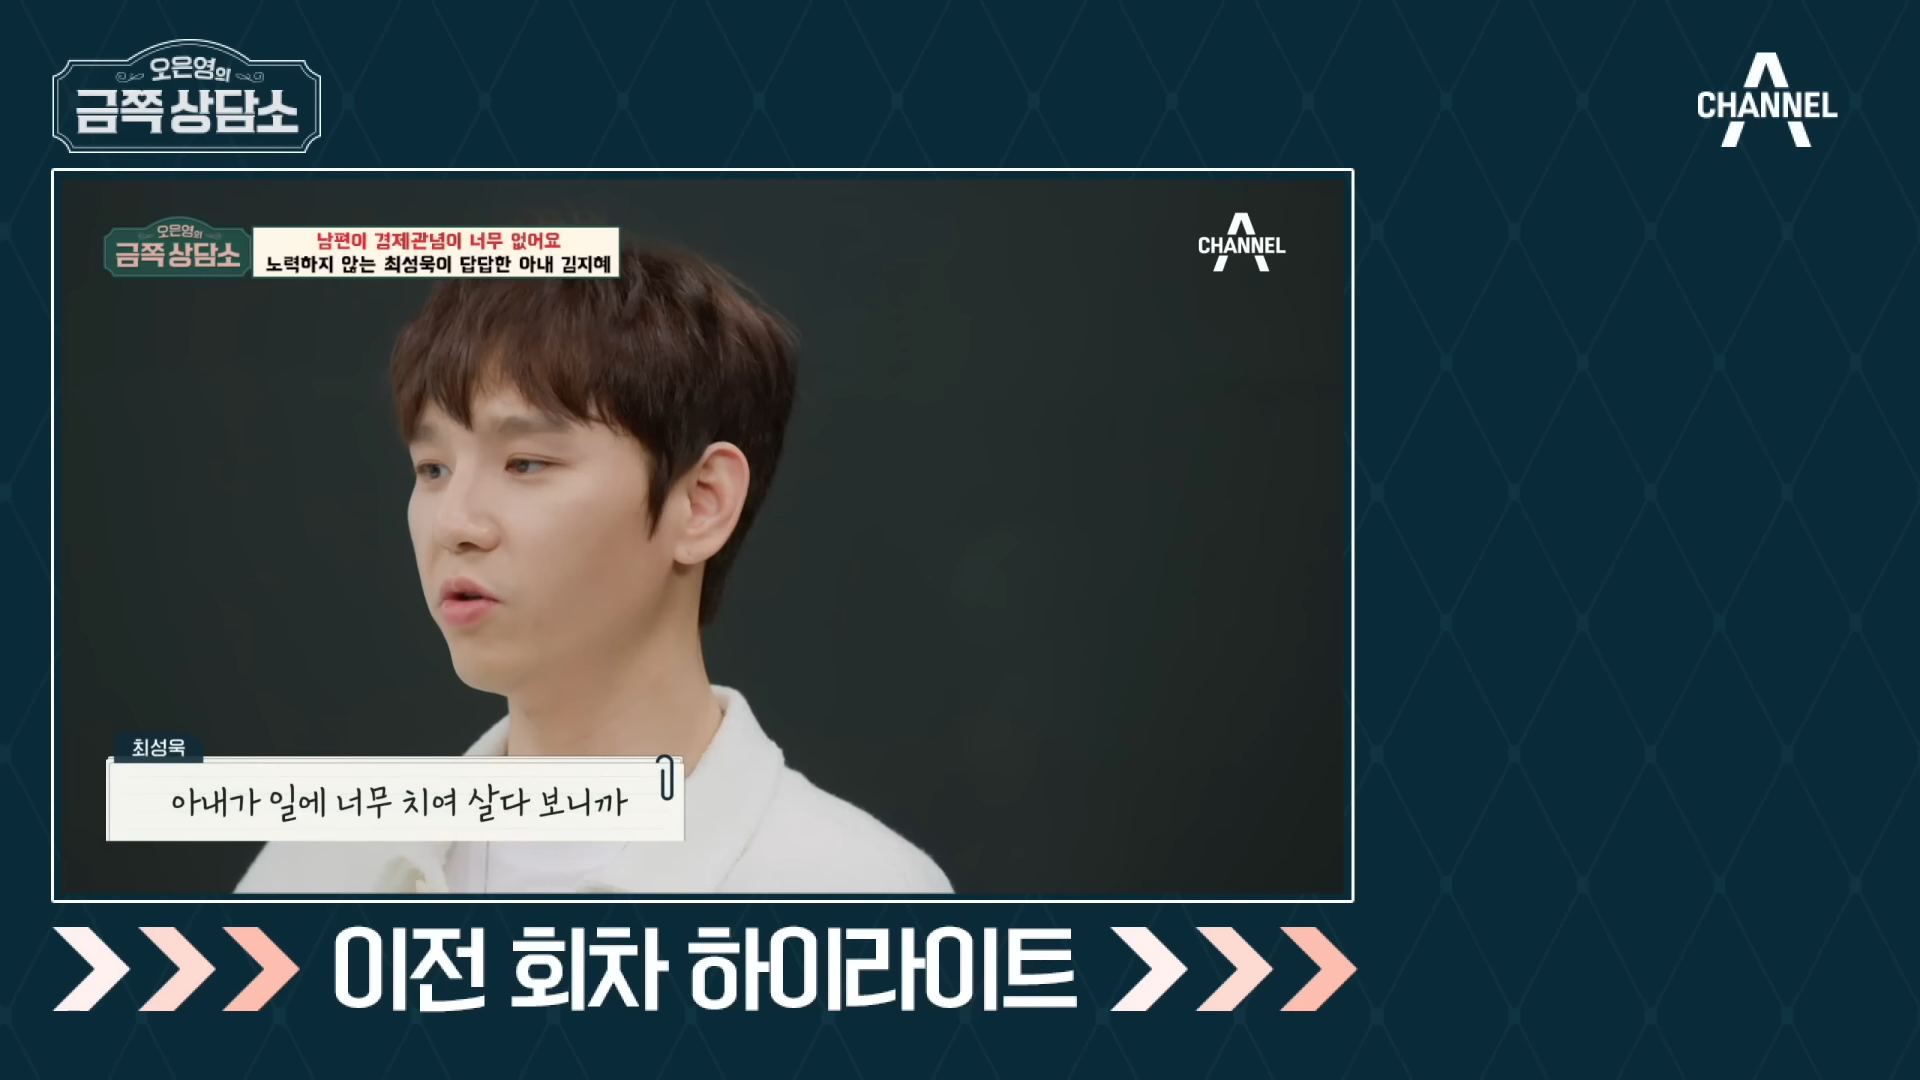 오은영의
금쪽 상담소
CHANNEL A
오은영의
금쪽 상담소
남편이 경제관념이 너무 없어요
노력하지 않는 최성욱이 답답한 아내 김지혜
CHANNEL A
최성욱
아내가 일에 너무 치여 살다 보니까
이전 회차 하이라이트